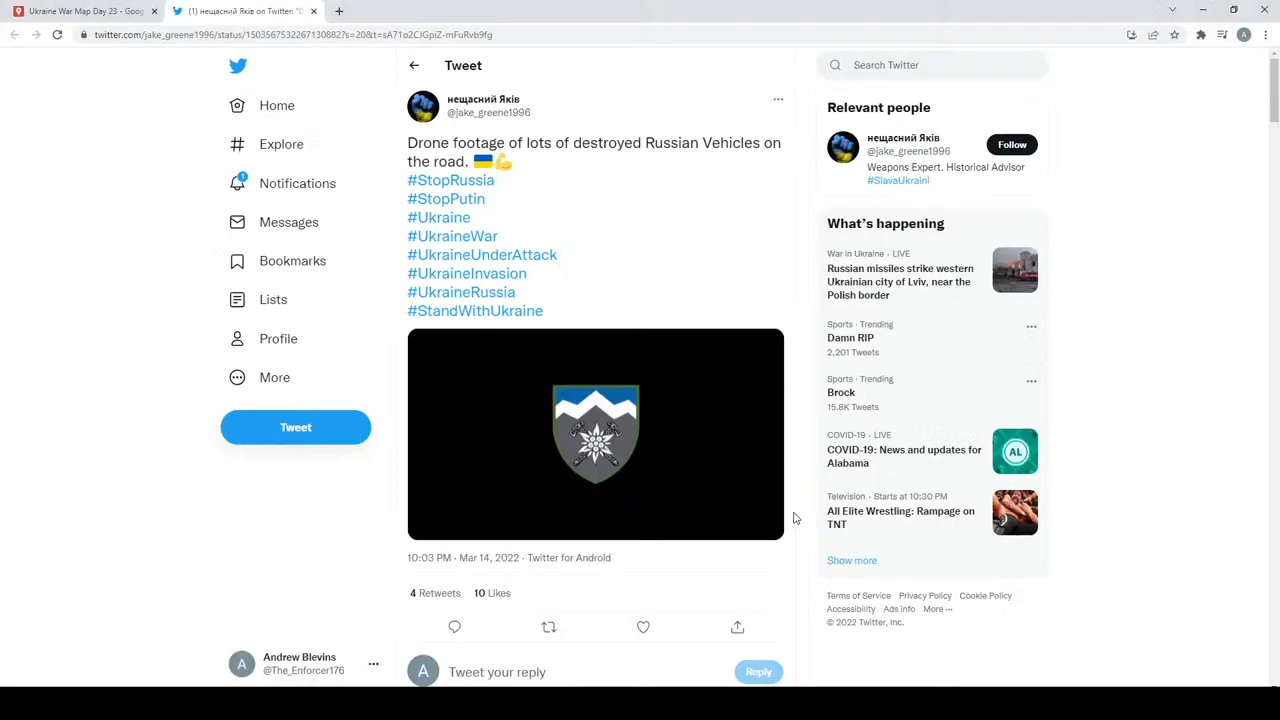 Ukraine War Map Day 23 - Goog
(1) нещасний Яків on Twitter: "D
twitter.com/jake_greene1996/status/1503567532267130882?s=20&t=sA71o2CJGpiZ-mFuRvb9fg
A
Home
Explore
1
Notifications
Messages
Bookmarks
Lists
Profile
More
Tweet
A
Andrew Blevins
@The_Enforcer176
Tweet
нещасний Яків
@jake_greene1996
Drone footage of lots of destroyed Russian Vehicles on
the road.
#StopRussia
#StopPutin
#Ukraine
#UkraineWar
#UkraineUnderAttack
#UkraineInvasion
#UkraineRussia
#StandWithUkraine
10:03 PM · Mar 14, 2022 · Twitter for Android
4 Retweets 10 Likes
A
Tweet your reply
Reply
Search Twitter
Relevant people
нещасний Яків
@jake_greene1996
Follow
Weapons Expert. Historical Advisor
#SlavaUkraini
What's happening
War in Ukraine · LIVE
Russian missiles strike western
Ukrainian city of Lviv, near the
Polish border
Sports · Trending
Damn RIP
2,201 Tweets
Sports · Trending
Brock
15.8K Tweets
COVID-19 · LIVE
COVID-19: News and updates for
Alabama
AL
Television · Starts at 10:30 PM
All Elite Wrestling: Rampage on
TNT
Show more
Terms of Service Privacy Policy Cookie Policy
Accessibility Ads info More
© 2022 Twitter, Inc.